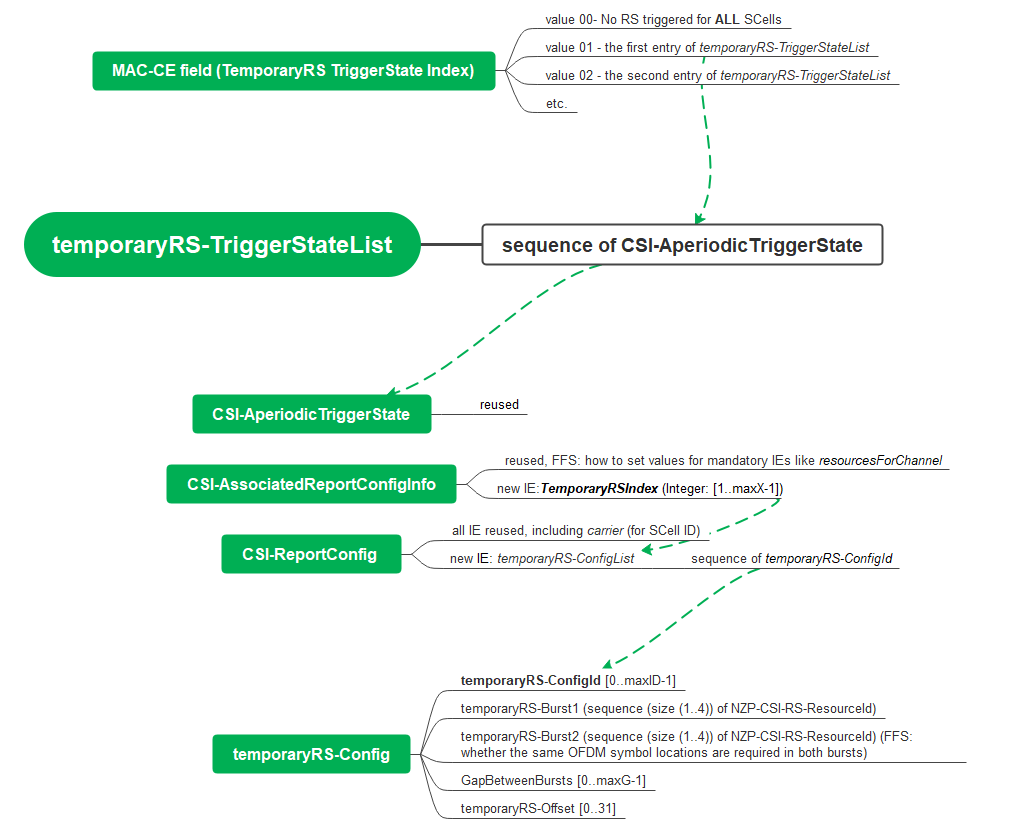 value 00- No RS triggered for ALL SCells
MAC-CE field (TemporaryRS TriggerState Index)
value 01 - the first entry of temporaryRS-TriggerStateList
value 02 - the second entry of temporaryRS-TriggerStateList
etc.
temporaryRS-TriggerStateList
sequence of CSI-AperiodicTriggerState
CSI-AperiodicTriggerState
reused
CSI-AssociatedReportConfigInfo
reused, FFS: how to set values for mandatory IEs like resourcesForChannel
new IE:TemporaryRSIndex (Integer: [1..maxX-1])
CSI-ReportConfig
all IE reused, including carrier (for SCell ID)
new IE: temporaryRS-ConfigList
sequence of temporaryRS-ConfigId
temporaryRS-Config
temporaryRS-ConfigId [0..maxID-1]
temporaryRS-Burst1 (sequence (size (1..4)) of NZP-CSI-RS-ResourceId)
temporaryRS-Burst2 (sequence (size (1..4)) of NZP-CSI-RS-ResourceId) (FFS:
whether the same OFDM symbol locations are required in both bursts)
GapBetweenBursts [0..maxG-1]
temporaryRS-Offset [0..31]